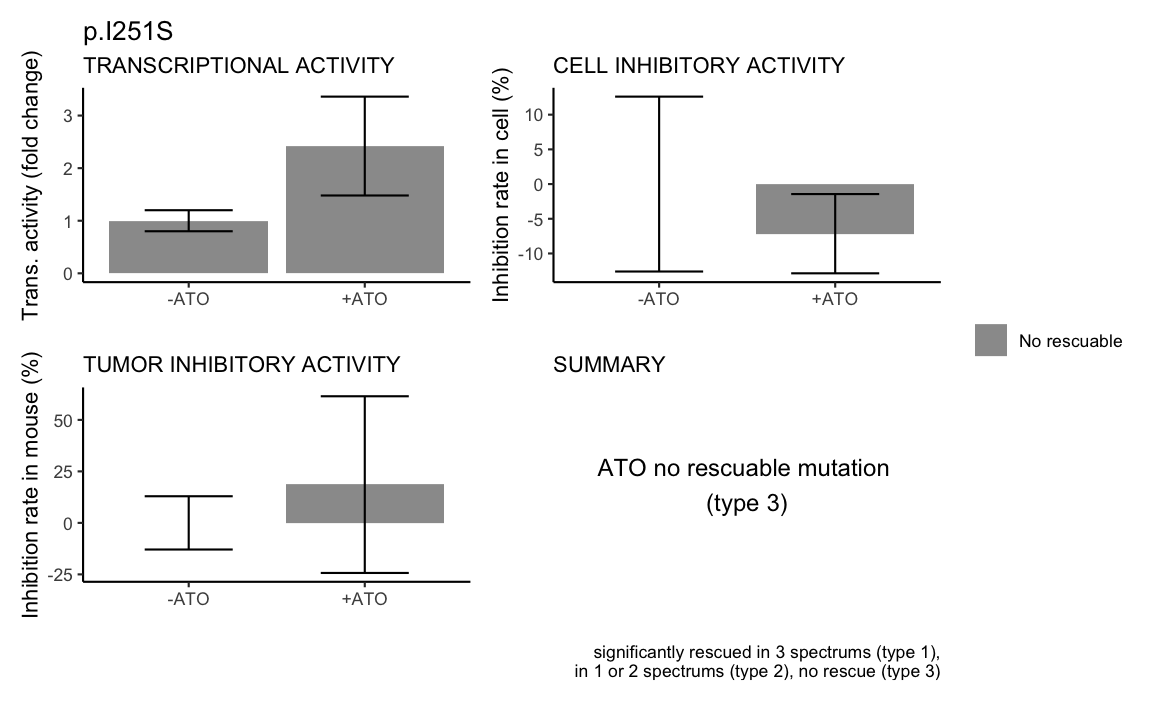 p.I251S
TRANSCRIPTIONAL ACTIVITY
Trans. activity (fold change)
3
2
1
0
-ATO
+ATO
CELL INHIBITORY ACTIVITY
Inhibition rate in cell (%)
10
5
0
-5
-10
-ATO
+ATO
No rescuable
TUMOR INHIBITORY ACTIVITY
Inhibition rate in mouse (%)
50
25
0
-25
-ATO
+ATO
SUMMARY
ATO no rescuable mutation
(type 3)
significantly rescued in 3 spectrums (type 1),
in 1 or 2 spectrums (type 2), no rescue (type 3)